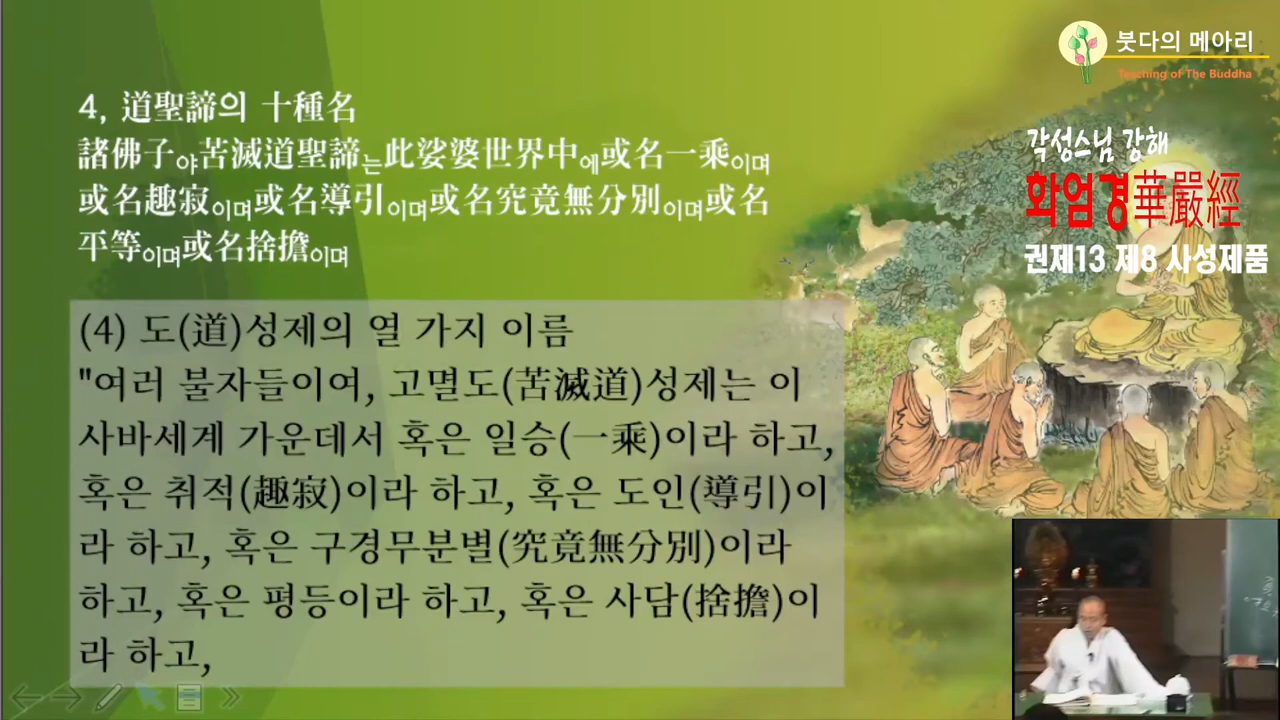 4, 道聖諦의 十種名
諸佛子야苦滅道聖諦는此娑婆世界中에或名一乘이며
或名趣寂이며或名導引이며或名究竟無分別이며或名
平等이며或名捨擔이며
(4) 도(道)성제의 열 가지 이름
"여러 불자들이여, 고멸도(苦滅道)성제는 이
사바세계 가운데서 혹은 일승(一乘)이라 하고,
혹은 취적(趣寂)이라 하고, 혹은 도인(導引)이
라 하고, 혹은 구경무분별(究竟無分別)이라
하고, 혹은 평등이라 하고, 혹은 사담(捨擔)이
라 하고,
붓다의 메아리
Teaching of The Buddha
각성스님 강해
화엄경華嚴經
권제13 제8 사성제품